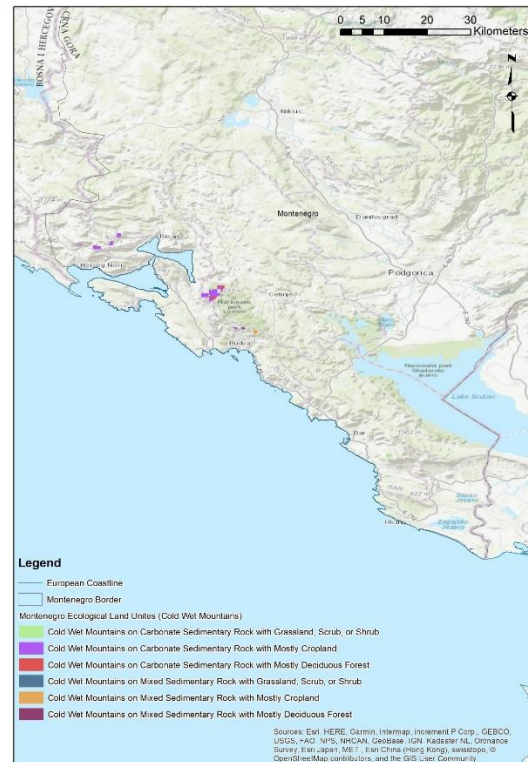 0 5 10 20 30
Kilometers
N
BOSNA I HERCEGOVINA
CRNA GORA
Niksic
Montenegro
Danilovgrad
Podgorica
Risan
Herceg Novi
Cetinje
Budva
Nacionalni park
Skadarsko
Jezero
Lake Scutari
Bar
Legend
European Coastline
Montenegro Border
Montenegro Ecological Land Unites (Cold Wet Mountains)
Cold Wet Mountains on Carbonate Sedimentary Rock with Grassland, Scrub, or Shrub
Cold Wet Mountains on Carbonate Sedimentary Rock with Mostly Cropland
Cold Wet Mountains on Carbonate Sedimentary Rock with Mostly Deciduous Forest
Cold Wet Mountains on Mixed Sedimentary Rock with Grassland, Scrub, or Shrub
Cold Wet Mountains on Mixed Sedimentary Rock with Mostly Cropland
Cold Wet Mountains on Mixed Sedimentary Rock with Mostly Deciduous Forest
Sources: Esri, HERE, Garmin, Intermap, increment P Corp., GEBCO,
USGS, FAO, NPS, NRCAN, GeoBase, IGN, Kadaster NL, Ordnance
Survey, Esri Japan, METI, Esri China (Hong Kong), swisstopo, ©
OpenStreetMap contributors, and the GIS User Community